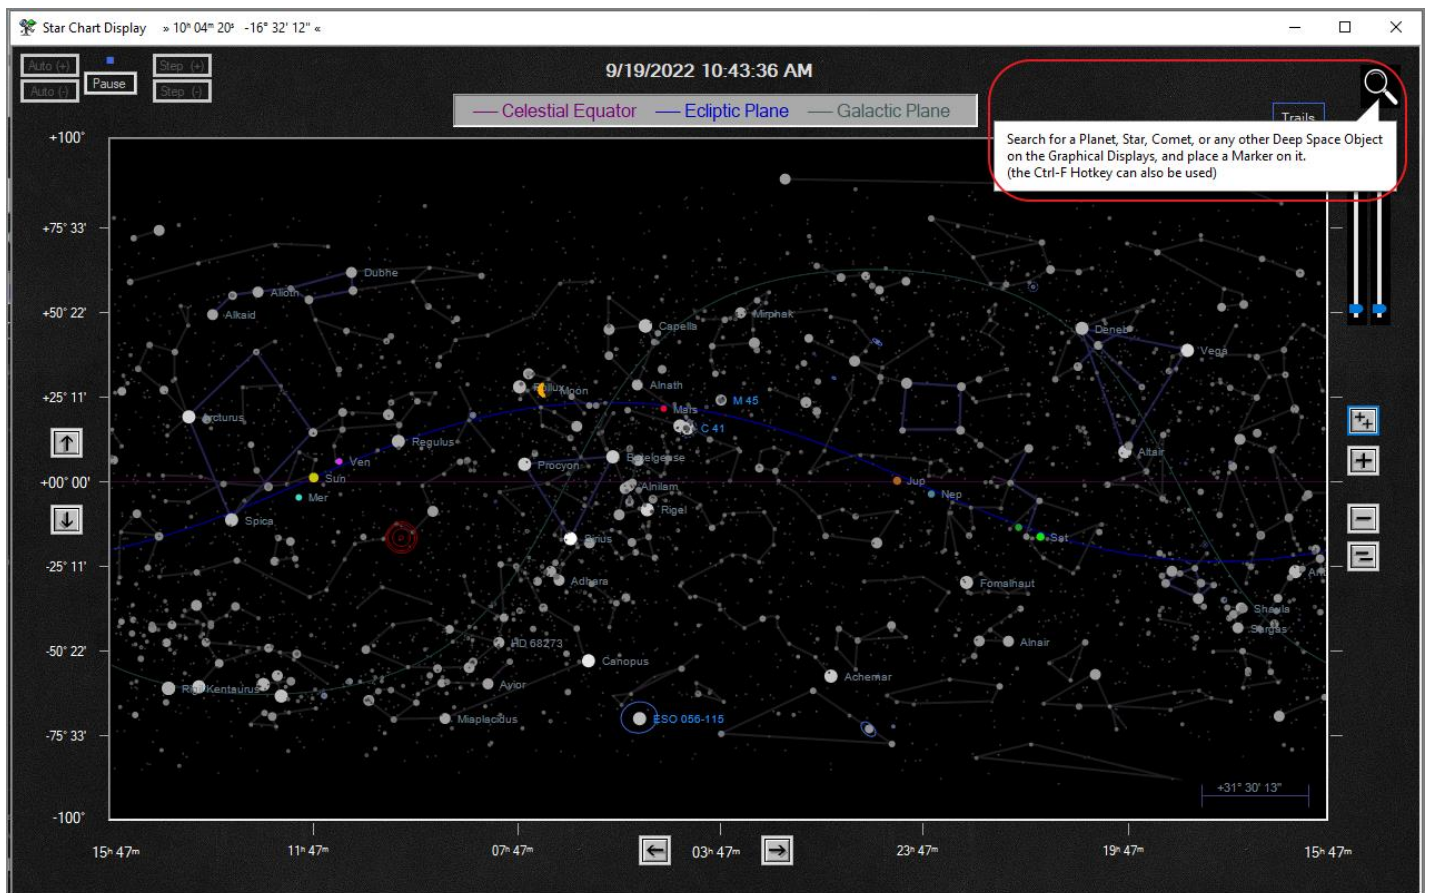 Star Chart Display » 10ʰ 04ᵐ 20ˢ -16° 32' 12" «
Auto (+)
Step (+)
Pause
Auto (-)
Step (-)
9/19/2022 10:43:36 AM
Celestial Equator Ecliptic Plane Galactic Plane
Trails
Search for a Planet, Star, Comet, or any other Deep Space Object
on the Graphical Displays, and place a Marker on it.
(the Ctrl-F Hotkey can also be used)
+100°
+75° 33'
Dubhe
Alioth
+50° 22'
Alkaid
Capella
Mirphak
Deneb
Vega
Pollux
Moon
Alnath
+25° 11'
M 45
Mars
Arcturus
C 41
Regulus
Altair
Ven
Procyon
Betelgeuse
+00° 00'
Sun
Alnilam
Jup
Mer
Nep
Rigel
Spica
Sirius
Sat
-25° 11'
Adhara
Fomalhaut
Shaula
Sargas
-50° 22'
HD 68273
Alnair
Canopus
Achernar
Avior
Rigil Kentaurus
Miaplacidus
ESO 056-115
-75° 33'
+31° 30' 13"
-100°
15ʰ 47ᵐ
11ʰ 47ᵐ
07ʰ 47ᵐ
03ʰ 47ᵐ
23ʰ 47ᵐ
19ʰ 47ᵐ
15ʰ 47ᵐ